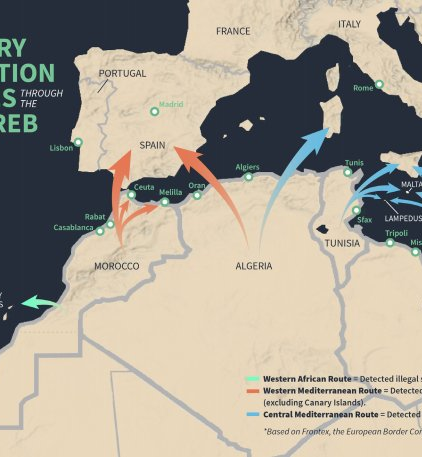 RY
TION
S THROUGH
THE
REB
FRANCE
ITALY
PORTUGAL
Rome
Madrid
SPAIN
Lisbon
Algiers
Tunis
Ceuta
Melilla
Oran
MALTA
Rabat
Casablanca
LAMPEDUS
Sfax
Tripoli
Mis
TUNISIA
MOROCCO
ALGERIA
Y
S
Western African Route = Detected illegal s
Western Mediterranean Route = Detected
(excluding Canary Islands).
Central Mediterranean Route = Detected
*Based on Frontex, the European Border Coa